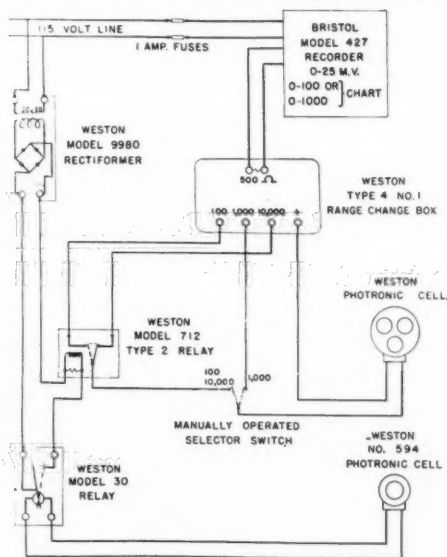 115 VOLT LINE
1 AMP. FUSES
BRISTOL
MODEL 427
RECORDER
0-25 M.V.
0-100 OR
0-1000
CHART
WESTON
MODEL 9980
RECTIFORMER
500 Ω
WESTON
TYPE 4 NO. 1
RANGE CHANGE BOX
100 1,000 10,000 +
WESTON
PHOTRONIC CELL
WESTON
MODEL 712
TYPE 2 RELAY
100
10,000
1,000
MANUALLY OPERATED
SELECTOR SWITCH
WESTON
MODEL 30
RELAY
WESTON
NO. 594
PHOTRONIC CELL